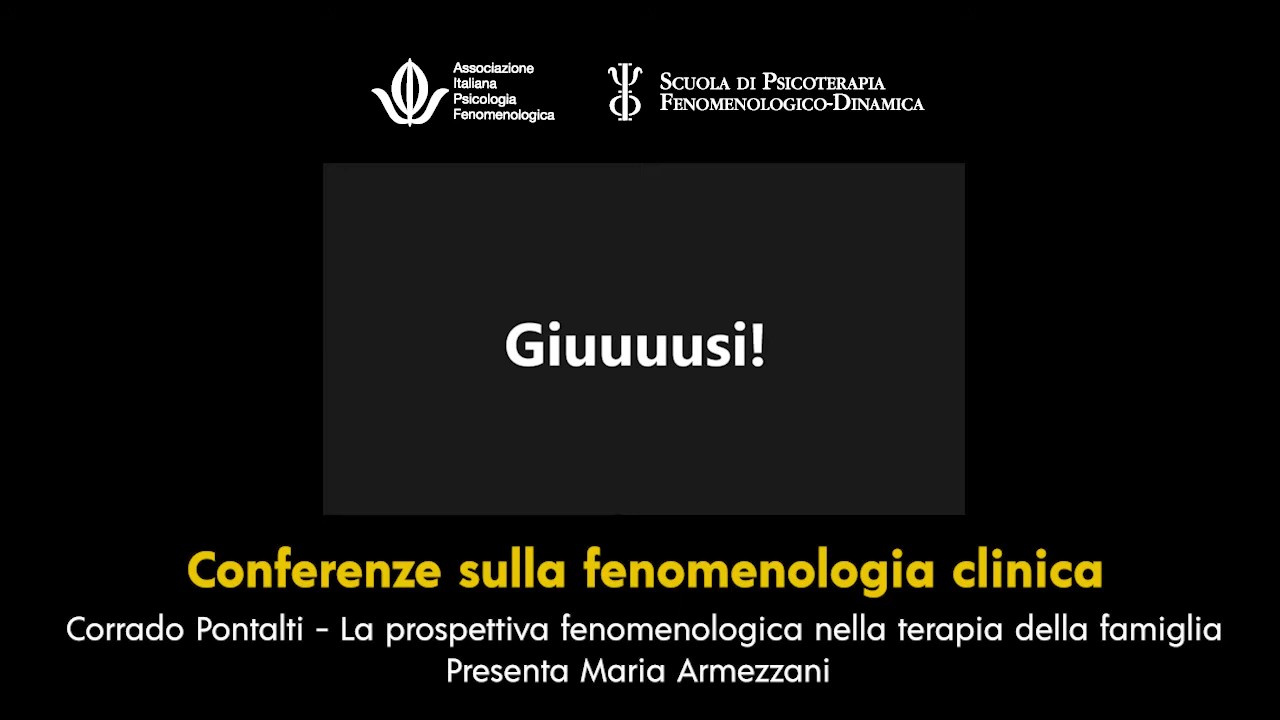 Associazione
Italiana
Psicologia
Fenomenologica
SCUOLA DI PSICOTERAPIA
FENOMENOLOGICO-DINAMICA
Giuuuusi!
Conferenze sulla fenomenologia clinica
Corrado Pontalti - La prospettiva fenomenologica nella terapia della famiglia
Presenta Maria Armezzani